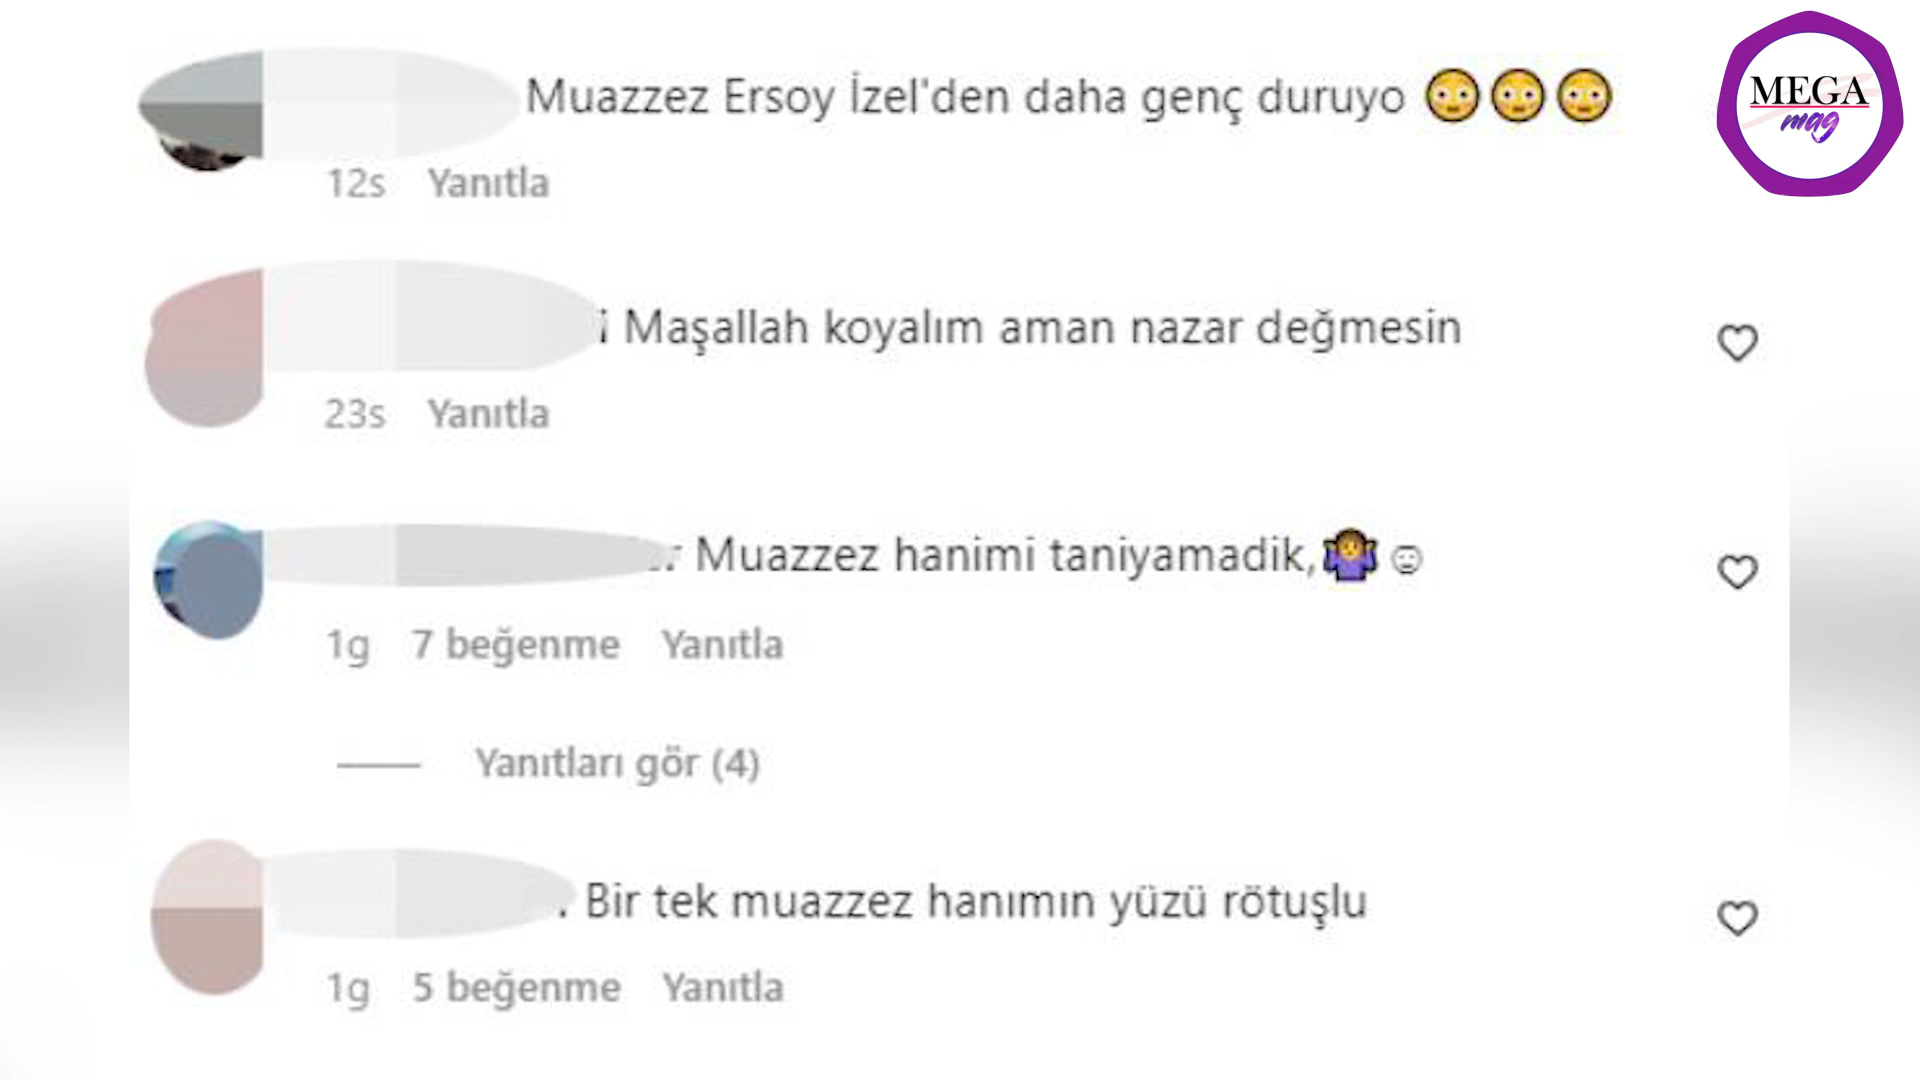 MEGA
mag
Muazzez Ersoy İzel'den daha genç duruyo 😳😳😳
12s Yanıtla
i Maşallah koyalım aman nazar değmesin
23s Yanıtla
r Muazzez hanimi taniyamadik,🤷‍♀️☺
1g 7 beğenme Yanıtla
Yanıtları gör (4)
. Bir tek muazzez hanımın yüzü rötuşlu
1g 5 beğenme Yanıtla